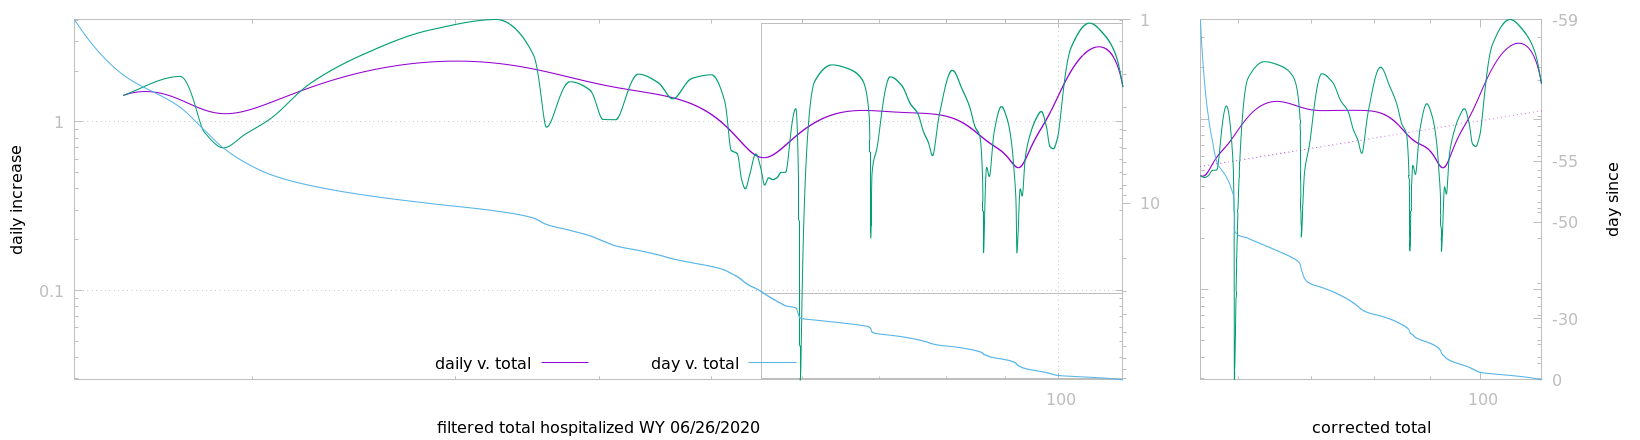 1
0.1
daily increase
daily v. total
day v. total
100
filtered total hospitalized WY 06/26/2020
1
10
100
corrected total
-59
-55
-50
-30
0
day since